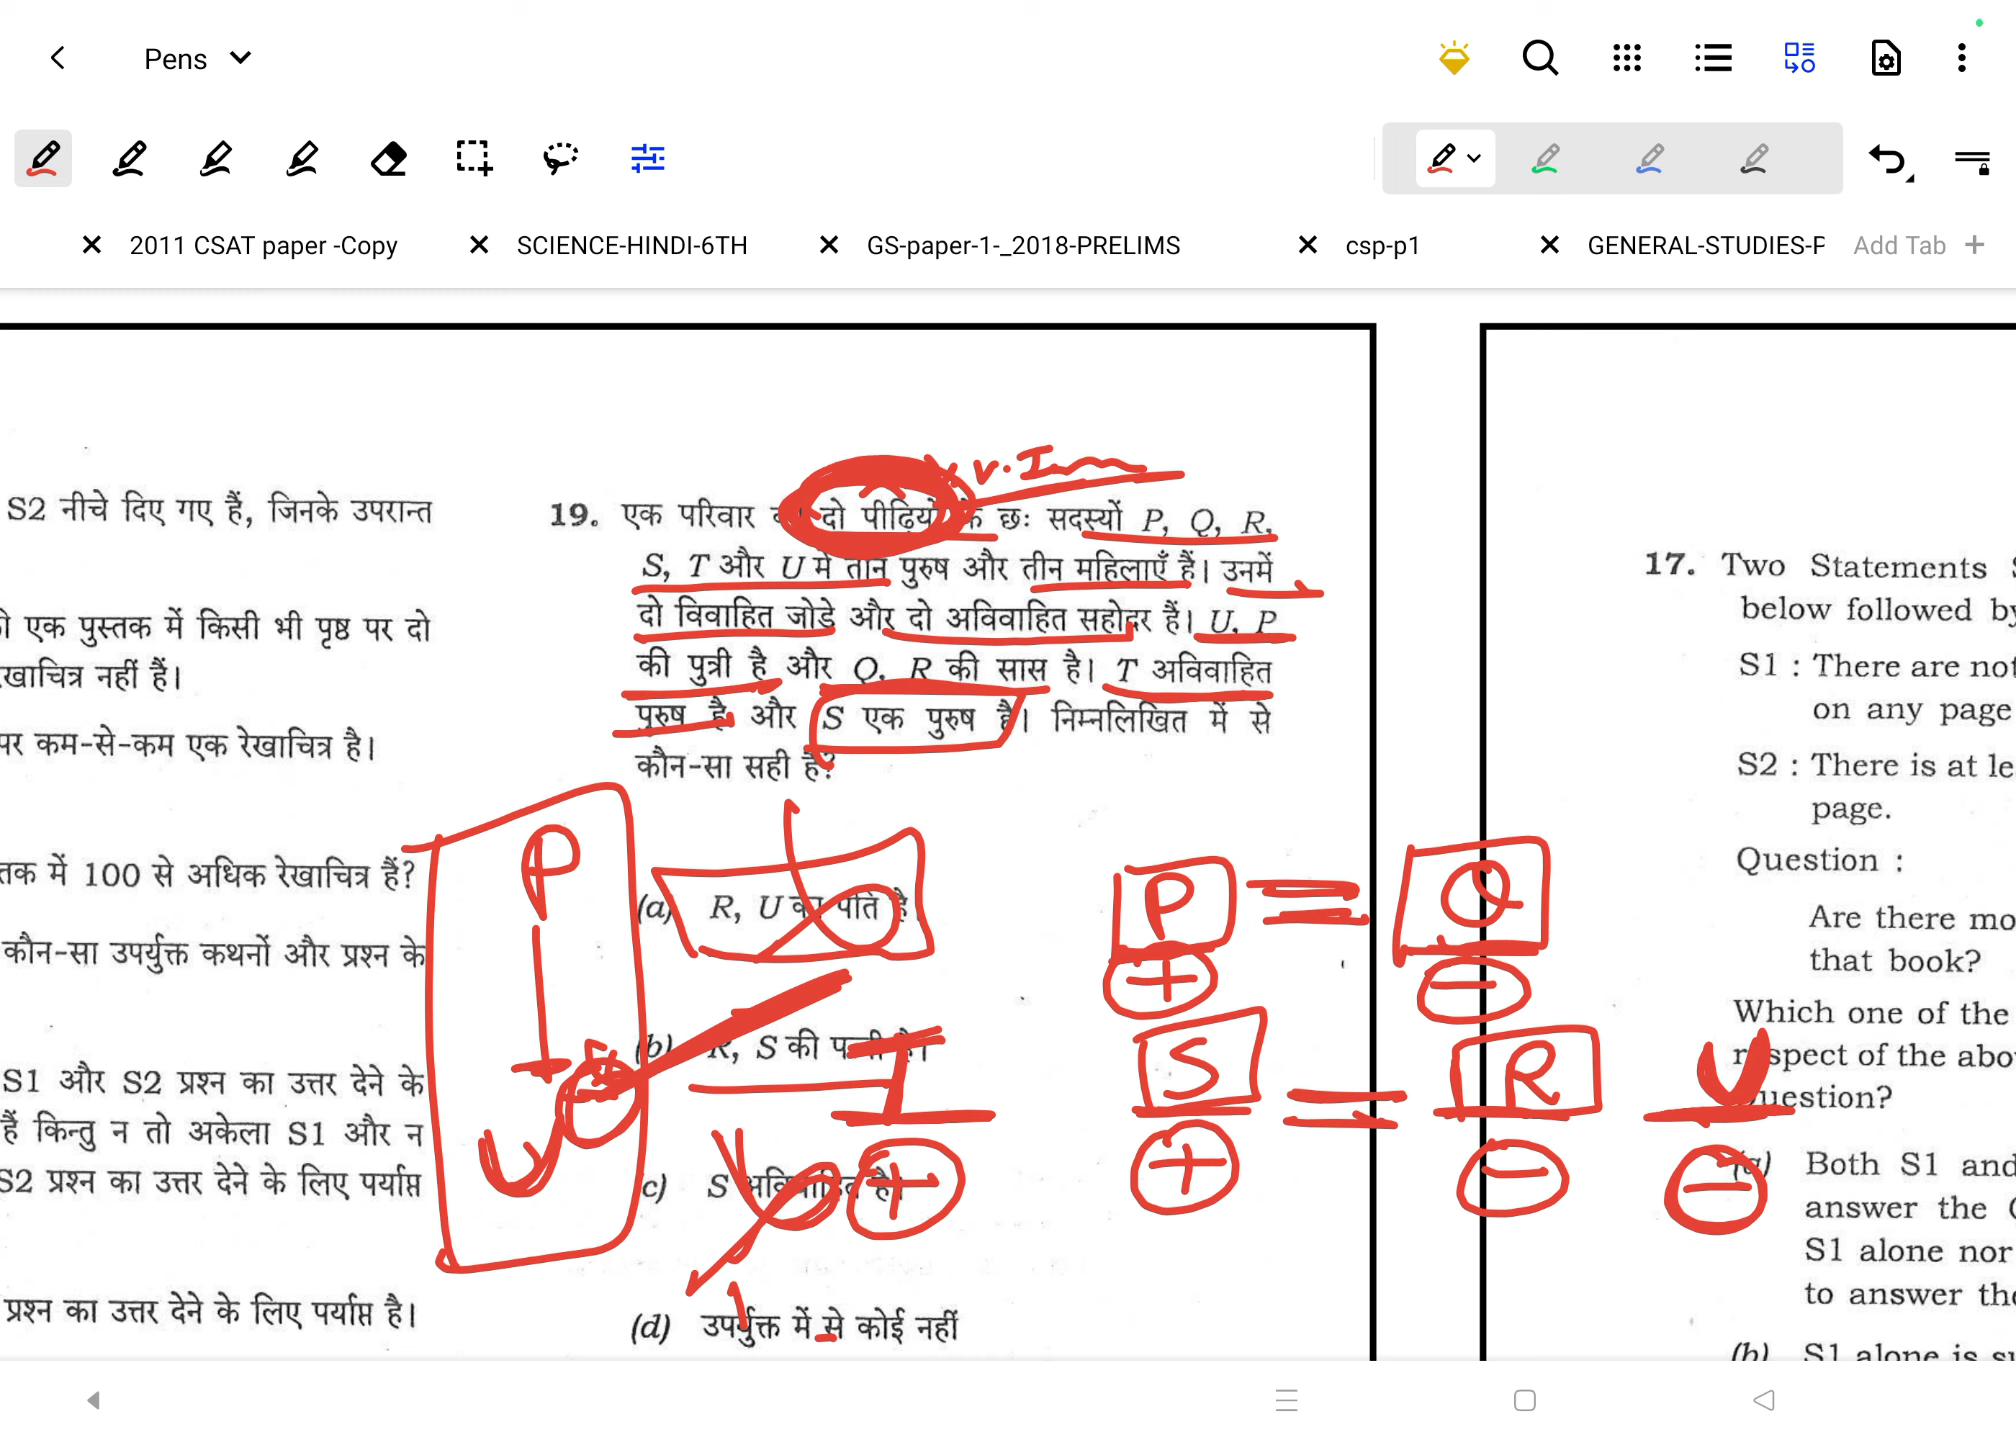 Pens
2011 CSAT paper -Copy
SCIENCE-HINDI-6TH
GS-paper-1-_2018-PRELIMS
csp-p1
GENERAL-STUDIES-P
Add Tab +
S2 नीचे दिए गए हैं, जिनके उपरान्त
एक पुस्तक में किसी भी पृष्ठ पर दो
रेखाचित्र नहीं हैं।
पर कम-से-कम एक रेखाचित्र है।
तक में 100 से अधिक रेखाचित्र हैं?
कौन-सा उपर्युक्त कथनों और प्रश्न के
S1 और S2 प्रश्न का उत्तर देने के
हैं किन्तु न तो अकेला S1 और न
S2 प्रश्न का उत्तर देने के लिए पर्याप्त
प्रश्न का उत्तर देने के लिए पर्याप्त है।
v. I
19. एक परिवार दो पीढ़ियों के छः सदस्यों P, Q, R,
S, T और U में तीन पुरुष और तीन महिलाएँ हैं। उनमें
दो विवाहित जोडे और दो अविवाहित सहोदर हैं। U, P
की पुत्री है और Q, R की सास है। T अविवाहित
पुरुष है और S एक पुरुष है। निम्नलिखित में से
कौन-सा सही है?
(a) R, U का पति है
(b) R, S की पत्नी है।
(c) S अविवाहित है।
(d) उपर्युक्त में से कोई नहीं
P
U
P = Q
+ −
S = R U
+ − −
T
+
17. Two Statements S
below followed by
S1 : There are not
on any page
S2 : There is at le
page.
Question :
Are there mo
that book?
Which one of the
respect of the abo
question?
(a) Both S1 and
answer the
S1 alone nor
to answer the
(b) S1 alone is su